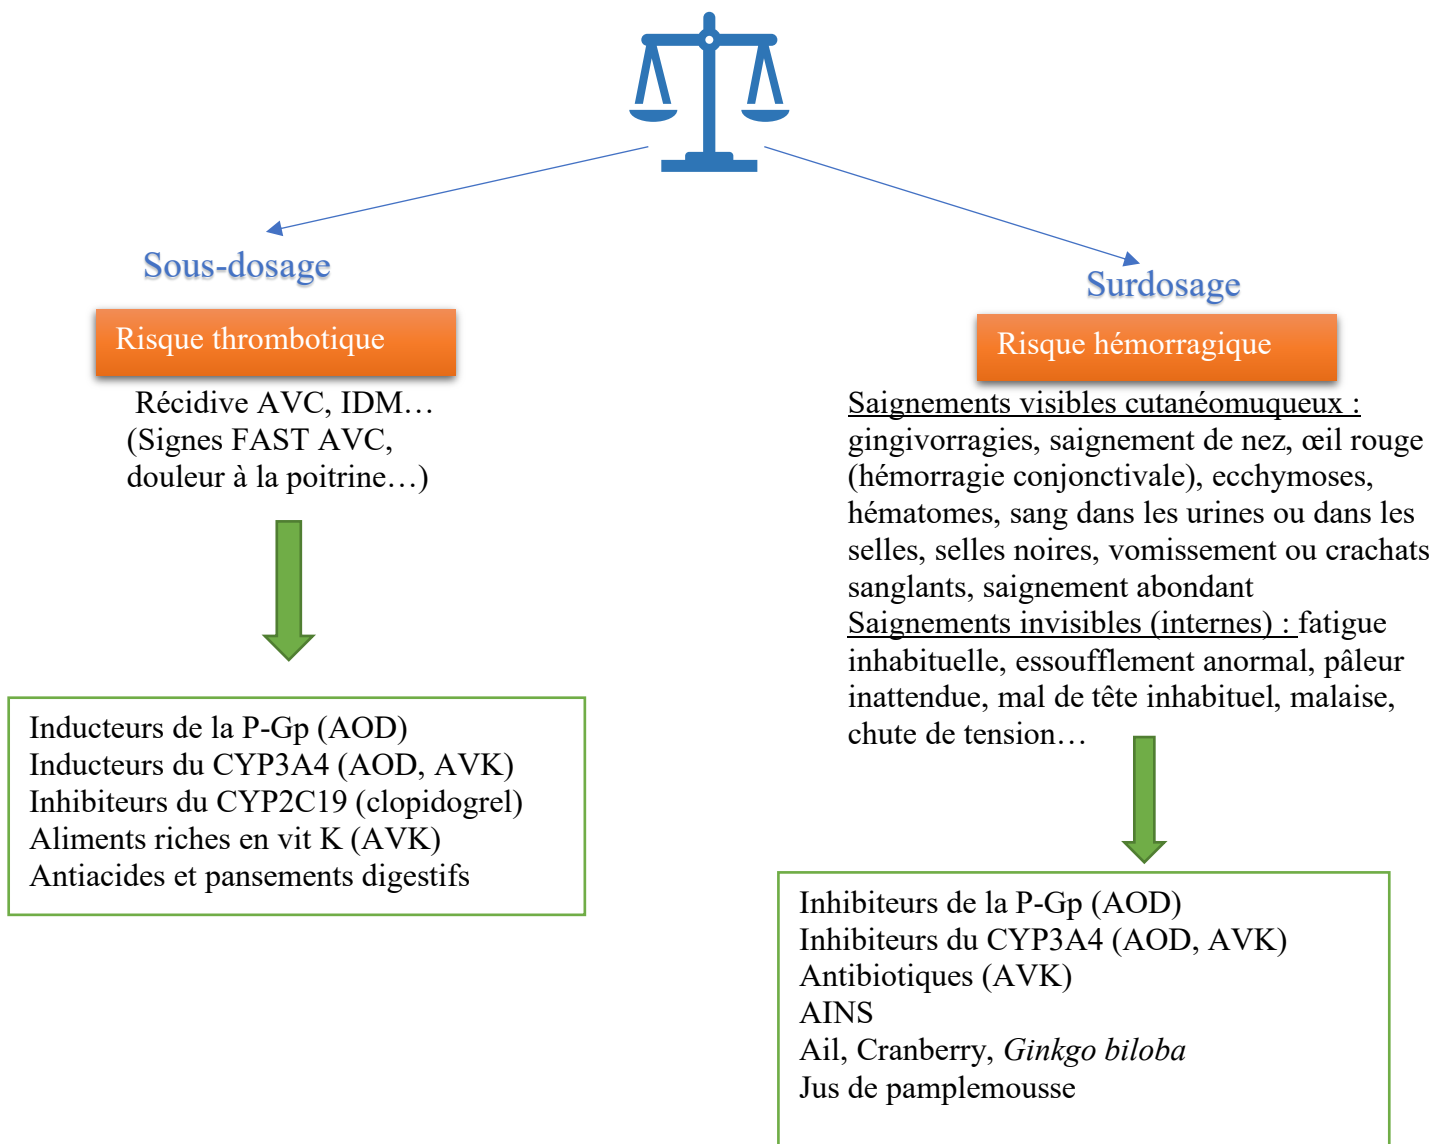 Sous-dosage
Risque thrombotique
Récidive AVC, IDM…
(Signes FAST AVC,
douleur à la poitrine…)
Inducteurs de la P-Gp (AOD)
Inducteurs du CYP3A4 (AOD, AVK)
Inhibiteurs du CYP2C19 (clopidogrel)
Aliments riches en vit K (AVK)
Antiacides et pansements digestifs
Surdosage
Risque hémorragique
Saignements visibles cutanéomuqueux :
gingivorragies, saignement de nez, œil rouge
(hémorragie conjonctivale), ecchymoses,
hématomes, sang dans les urines ou dans les
selles, selles noires, vomissement ou crachats
sanglants, saignement abondant
Saignements invisibles (internes) : fatigue
inhabituelle, essoufflement anormal, pâleur
inattendue, mal de tête inhabituel, malaise,
chute de tension…
Inhibiteurs de la P-Gp (AOD)
Inhibiteurs du CYP3A4 (AOD, AVK)
Antibiotiques (AVK)
AINS
Ail, Cranberry, Ginkgo biloba
Jus de pamplemousse